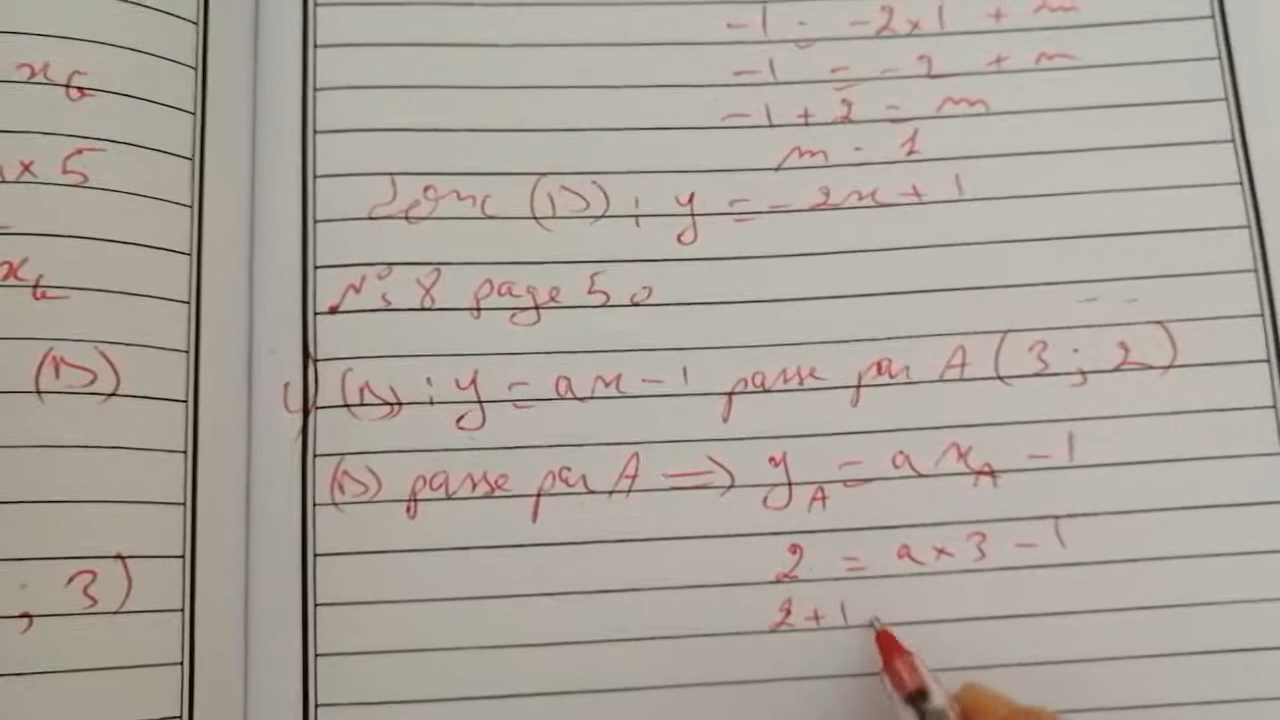 x_G
x 5
x_G
(D)
; 3)
-1 = -2x1 + m
-1 = -2 + m
-1 + 2 = m
m = 1
Donc (D) : y = -2x + 1
N° 8 page 50
1) (D) : y = ax - 1 passe par A (3 ; 2)
(D) passe par A => y_A = a x_A - 1
2 = a x 3 - 1
2 + 1